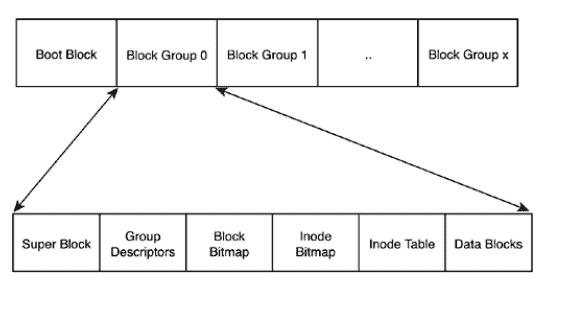 Boot Block
Block Group 0
Block Group 1
..
Block Group x
Super Block
Group
Descriptors
Block
Bitmap
Inode
Bitmap
Inode Table
Data Blocks